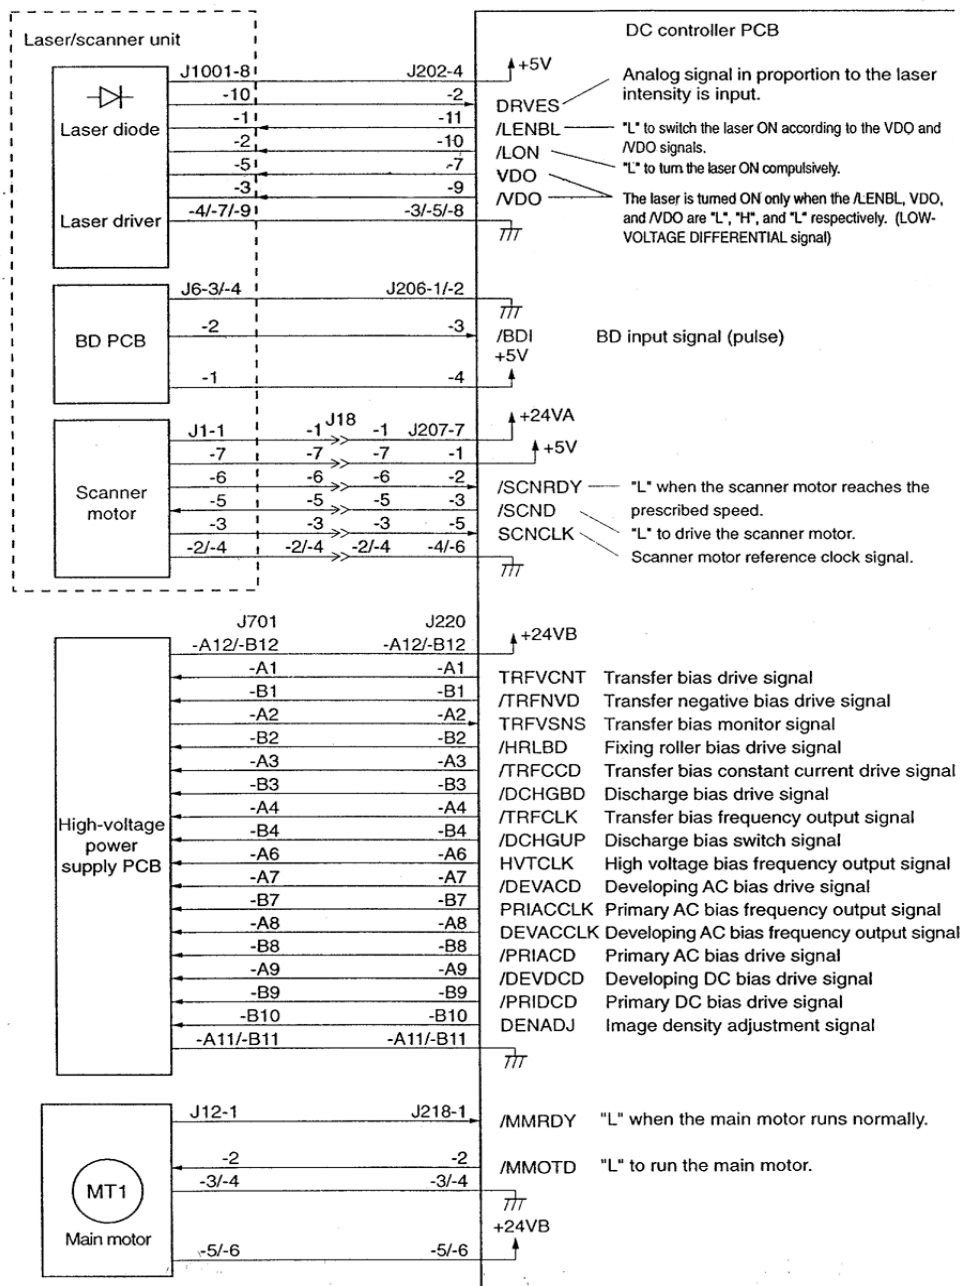 Laser/scanner unit
DC controller PCB
J1001-8 J202-4 +5V
-10 -2 DRVES Analog signal in proportion to the laser
intensity is input.
Laser diode
-1 -11 /LENBL "L" to switch the laser ON according to the VDO and
/VDO signals.
-2 -10 /LON "L" to turn the laser ON compulsively.
-5 -7 VDO
-3 -9 /VDO The laser is turned ON only when the /LENBL, VDO,
and /VDO are "L", "H", and "L" respectively. (LOW-
VOLTAGE DIFFERENTIAL signal)
Laser driver
-4/-7/-9 -3/-5/-8
BD PCB
J6-3/-4 J206-1/-2
-2 -3 /BDI BD input signal (pulse)
+5V
-1 -4
Scanner
motor
J18
J1-1 -1 -1 J207-7 +24VA
-7 -7 -7 -1 +5V
-6 -6 -6 -2 /SCNRDY "L" when the scanner motor reaches the
prescribed speed.
-5 -5 -5 -3 /SCND "L" to drive the scanner motor.
-3 -3 -3 -5 SCNCLK Scanner motor reference clock signal.
-2/-4 -2/-4 -2/-4 -4/-6
High-voltage
power
supply PCB
J701 J220
-A12/-B12 -A12/-B12 +24VB
-A1 -A1 TRFVCNT Transfer bias drive signal
-B1 -B1 /TRFNVD Transfer negative bias drive signal
-A2 -A2 TRFVSNS Transfer bias monitor signal
-B2 -B2 /HRLBD Fixing roller bias drive signal
-A3 -A3 /TRFCCD Transfer bias constant current drive signal
-B3 -B3 /DCHGBD Discharge bias drive signal
-A4 -A4 /TRFCLK Transfer bias frequency output signal
-B4 -B4 /DCHGUP Discharge bias switch signal
-A6 -A6 HVTCLK High voltage bias frequency output signal
-A7 -A7 /DEVACD Developing AC bias drive signal
-B7 -B7 PRIACCLK Primary AC bias frequency output signal
-A8 -A8 DEVACCLK Developing AC bias frequency output signal
-B8 -B8 /PRIACD Primary AC bias drive signal
-A9 -A9 /DEVDCD Developing DC bias drive signal
-B9 -B9 /PRIDCD Primary DC bias drive signal
-B10 -B10 DENADJ Image density adjustment signal
-A11/-B11 -A11/-B11
MT1
Main motor
J12-1 J218-1 /MMRDY "L" when the main motor runs normally.
-2 -2 /MMOTD "L" to run the main motor.
-3/-4 -3/-4
+24VB
-5/-6 -5/-6